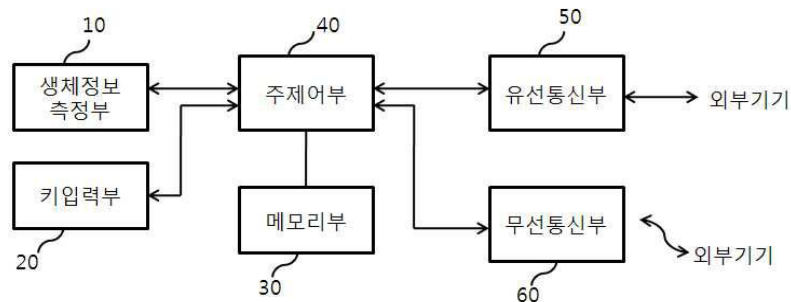 10
생체정보
측정부
40
주제어부
50
유선통신부
외부기기
키입력부
20
메모리부
30
무선통신부
60
외부기기